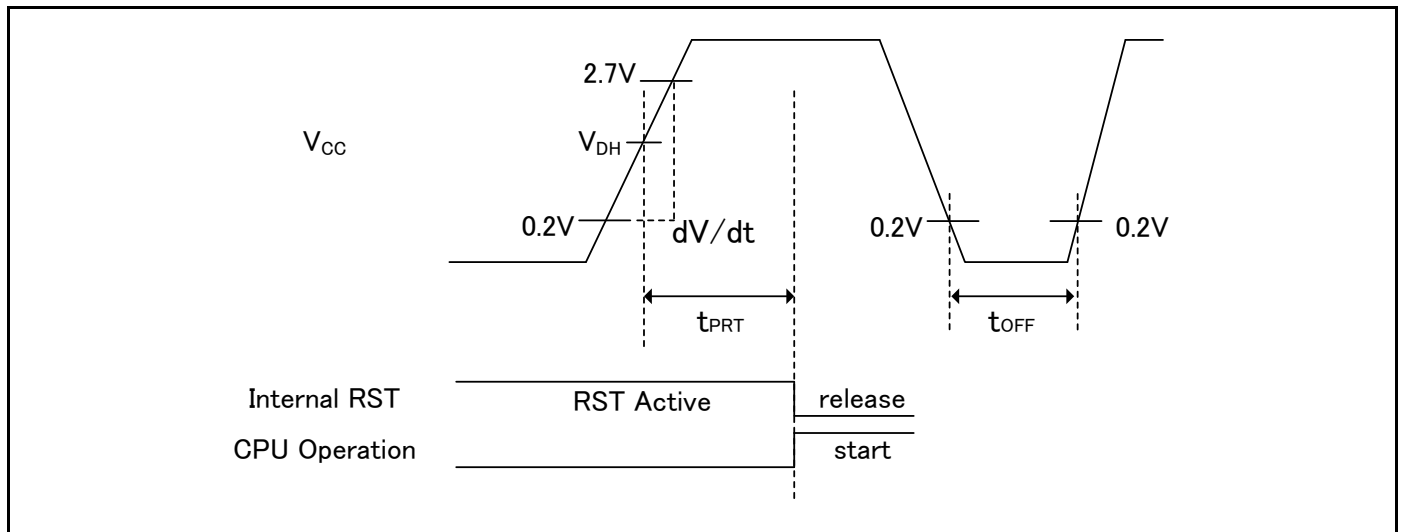 2.7V
VCC
VDH
0.2V
dV/dt
0.2V
0.2V
tPRT
tOFF
Internal RST
RST Active
release
CPU Operation
start